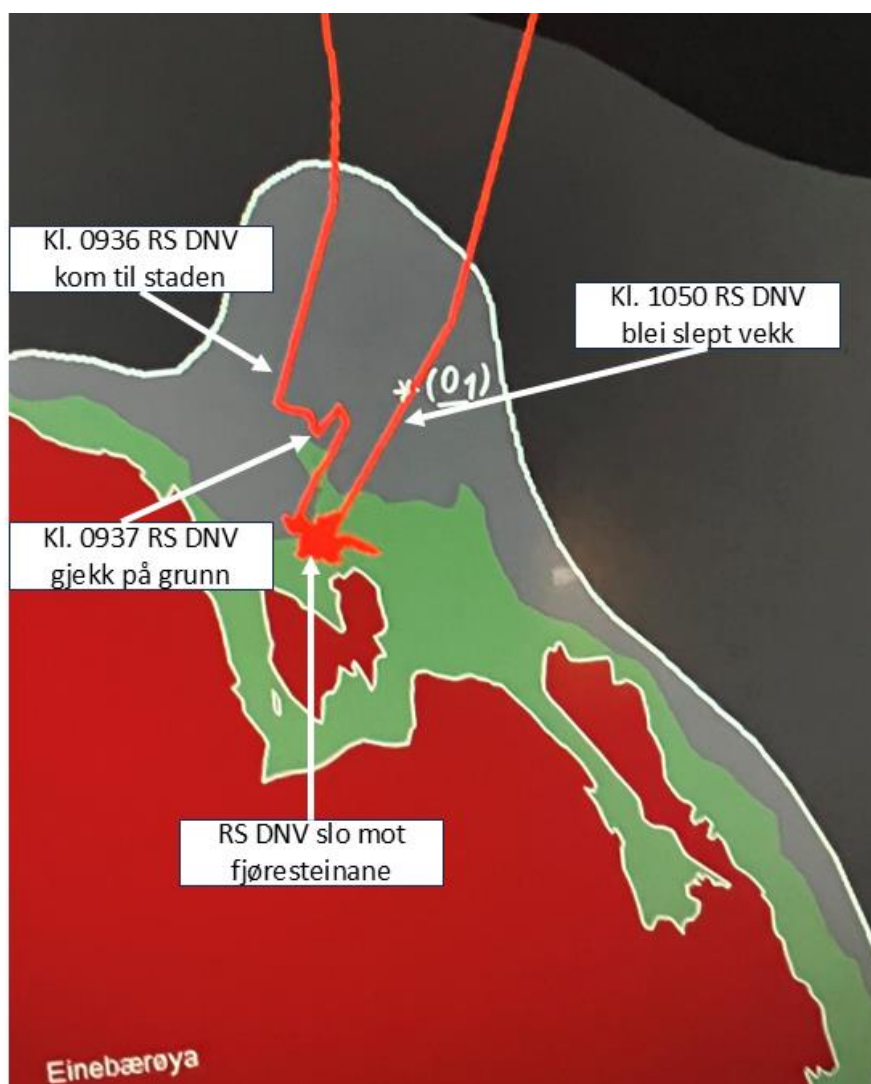 Kl. 0936 RS DNV
kom til staden
Kl. 1050 RS DNV
blei slept vekk
*(01)
Kl. 0937 RS DNV
gjekk på grunn
RS DNV slo mot
fjøresteinane
Einebærøya